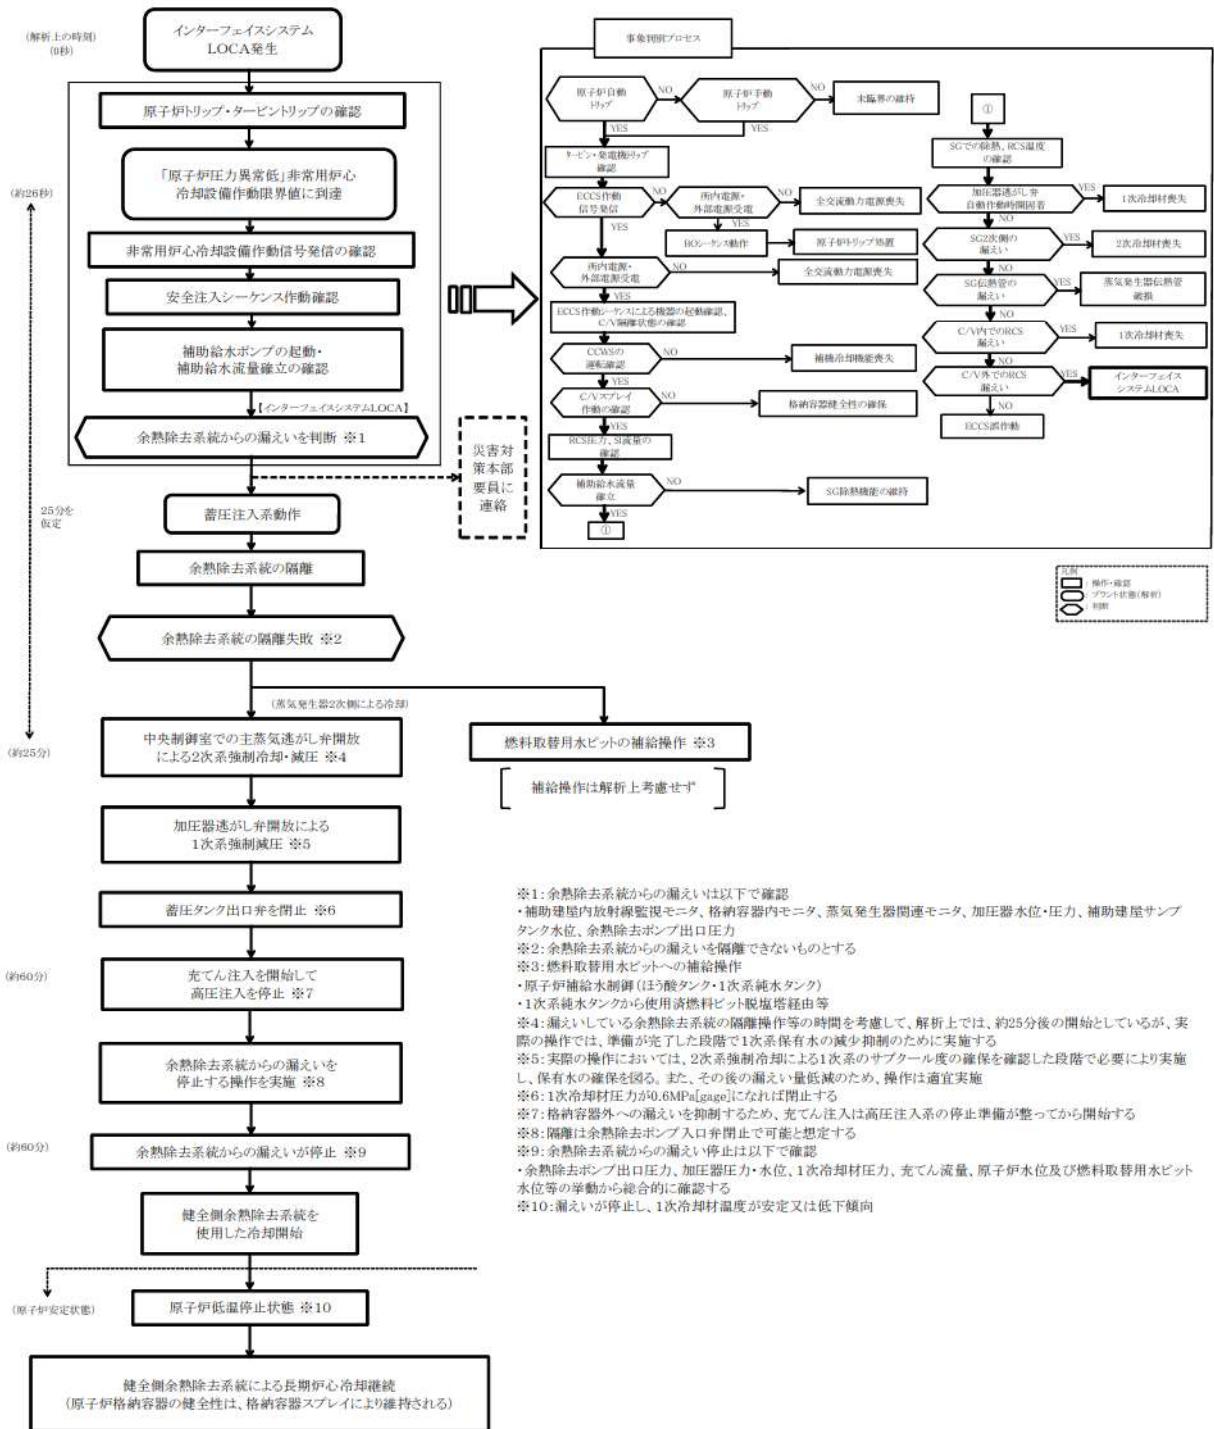 (解析上の時刻)
(0秒)
インターフェイスシステム
LOCA発生
原子炉トリップ・タービントリップの確認
「原子炉圧力異常低」非常用炉心
冷却設備作動限界値に到達
(約26秒)
非常用炉心冷却設備作動信号発信の確認
安全注入シーケンス作動確認
補助給水ポンプの起動・
補助給水流量確立の確認
【インターフェイスシステムLOCA】
余熱除去系統からの漏えいを判断 ※1
災害対
策本部
要員に
連絡
25分を
仮定
蓄圧注入系動作
余熱除去系統の隔離
余熱除去系統の隔離失敗 ※2
(蒸気発生器2次側による冷却)
(約25分)
中央制御室での主蒸気逃がし弁開放
による2次系強制冷却・減圧 ※4
燃料取替用水ピットの補給操作 ※3
補給操作は解析上考慮せず
加圧器逃がし弁開放による
1次系強制減圧 ※5
蓄圧タンク出口弁を閉止 ※6
(約60分)
充てん注入を開始して
高圧注入を停止 ※7
余熱除去系統からの漏えいを
停止する操作を実施 ※8
(約60分)
余熱除去系統からの漏えいが停止 ※9
健全側余熱除去系統を
使用した冷却開始
(原子炉安定状態)
原子炉低温停止状態 ※10
健全側余熱除去系統による長期炉心冷却継続
(原子炉格納容器の健全性は、格納容器スプレイにより維持される)
事象判別プロセス
原子炉自動
トリップ
NO
原子炉手動
トリップ
NO
未臨界の維持
YES
YES
タービン・発電機トリップ
確認
ECCS作動
信号発信
NO
所内電源・
外部電源受電
NO
全交流動力電源喪失
YES
YES
BOシーケンス動作
原子炉トリップ処置
所内電源・
外部電源受電
NO
全交流動力電源喪失
YES
ECCS作動シーケンスによる機器の起動確認、
C/V隔離状態の確認
CCWSの
運転確認
NO
補機冷却機能喪失
YES
C/Vスプレイ
作動の確認
NO
格納容器健全性の確保
YES
RCS圧力、SI流量の
確認
補助給水流量
確立
NO
SG除熱機能の維持
YES
①
①
SGでの除熱、RCS温度
の確認
加圧器逃がし弁
自動作動時開固着
YES
1次冷却材喪失
NO
SG2次側の
漏えい
YES
2次冷却材喪失
NO
SG伝熱管の
漏えい
YES
蒸気発生器伝熱管
破損
NO
C/V内でのRCS
漏えい
YES
1次冷却材喪失
NO
C/V外でのRCS
漏えい
YES
インターフェイス
システムLOCA
NO
ECCS誤作動
凡例
：操作・確認
：プラント状態(解析)
：判断
※1：余熱除去系統からの漏えいは以下で確認
・補助建屋内放射線監視モニタ、格納容器内モニタ、蒸気発生器関連モニタ、加圧器水位・圧力、補助建屋サンプ
タンク水位、余熱除去ポンプ出口圧力
※2：余熱除去系統からの漏えいを隔離できないものとする
※3：燃料取替用水ピットへの補給操作
・原子炉補給水制御(ほう酸タンク・1次系純水タンク)
・1次系純水タンクから使用済燃料ピット脱塩塔経由等
※4：漏えいしている余熱除去系統の隔離操作等の時間を考慮して、解析上では、約25分後の開始としているが、実
際の操作では、準備が完了した段階で1次系保有水の減少抑制のために実施する
※5：実際の操作においては、2次系強制冷却による1次系のサブクール度の確保を確認した段階で必要により実施
し、保有水の確保を図る。また、その後の漏えい量低減のため、操作は適宜実施
※6：1次冷却材圧力が0.6MPa[gage]になれば閉止する
※7：格納容器外への漏えいを抑制するため、充てん注入は高圧注入系の停止準備が整ってから開始する
※8：隔離は余熱除去ポンプ入口弁閉止で可能と想定する
※9：余熱除去系統からの漏えい停止は以下で確認
・余熱除去ポンプ出口圧力、加圧器圧力・水位、1次冷却材圧力、充てん流量、原子炉水位及び燃料取替用水ピット
水位等の挙動から総合的に確認する
※10：漏えいが停止し、1次冷却材温度が安定又は低下傾向